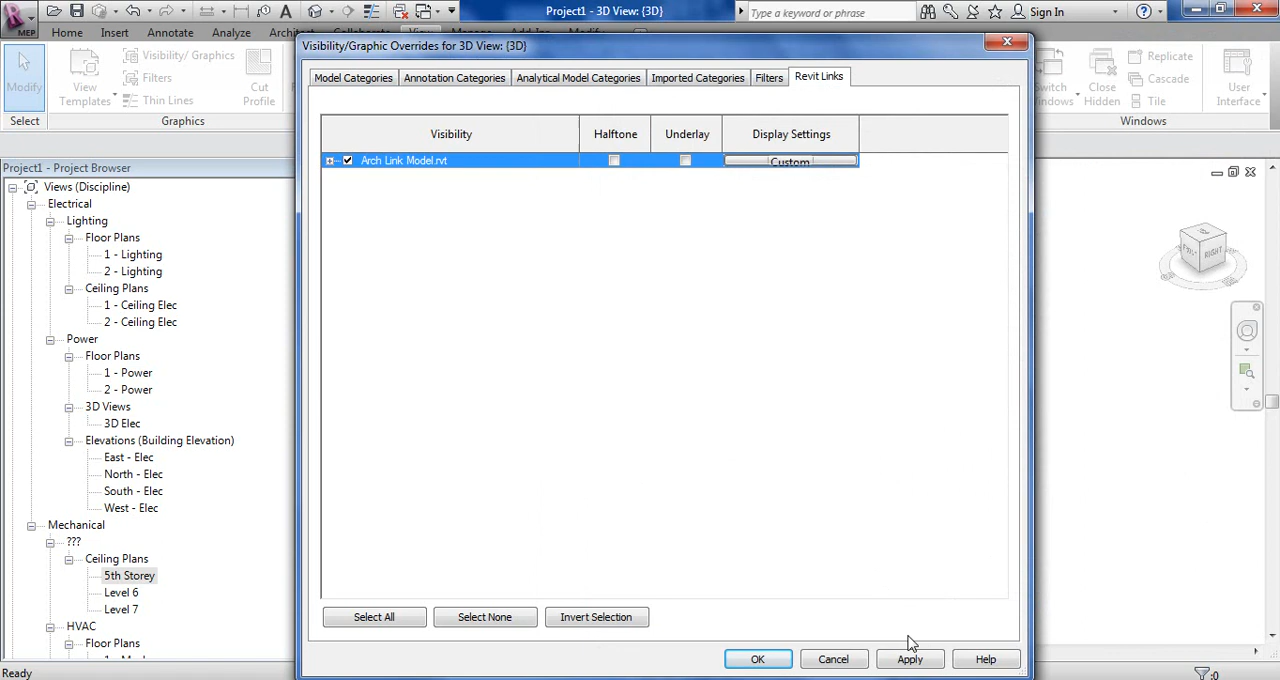 Project1 - 3D View: {3D}
Type a keyword or phrase
Sign In
MEP
Home
Insert
Annotate
Analyze
Visibility/Graphic Overrides for 3D View: {3D}
Modify
View
Templates
Visibility/ Graphics
Filters
Thin Lines
Cut
Profile
Select
Graphics
Switch
Windows
Close
Hidden
Replicate
Cascade
Tile
User
Interface
Windows
Model Categories
Annotation Categories
Analytical Model Categories
Imported Categories
Filters
Revit Links
Visibility
Halftone
Underlay
Display Settings
Arch Link Model.rvt
Custom
Project1 - Project Browser
Views (Discipline)
Electrical
Lighting
Floor Plans
1 - Lighting
2 - Lighting
Ceiling Plans
1 - Ceiling Elec
2 - Ceiling Elec
Power
Floor Plans
1 - Power
2 - Power
3D Views
3D Elec
Elevations (Building Elevation)
East - Elec
North - Elec
South - Elec
West - Elec
Mechanical
???
Ceiling Plans
5th Storey
Level 6
Level 7
HVAC
Floor Plans
RIGHT
Select All
Select None
Invert Selection
OK
Cancel
Apply
Help
Ready
:0